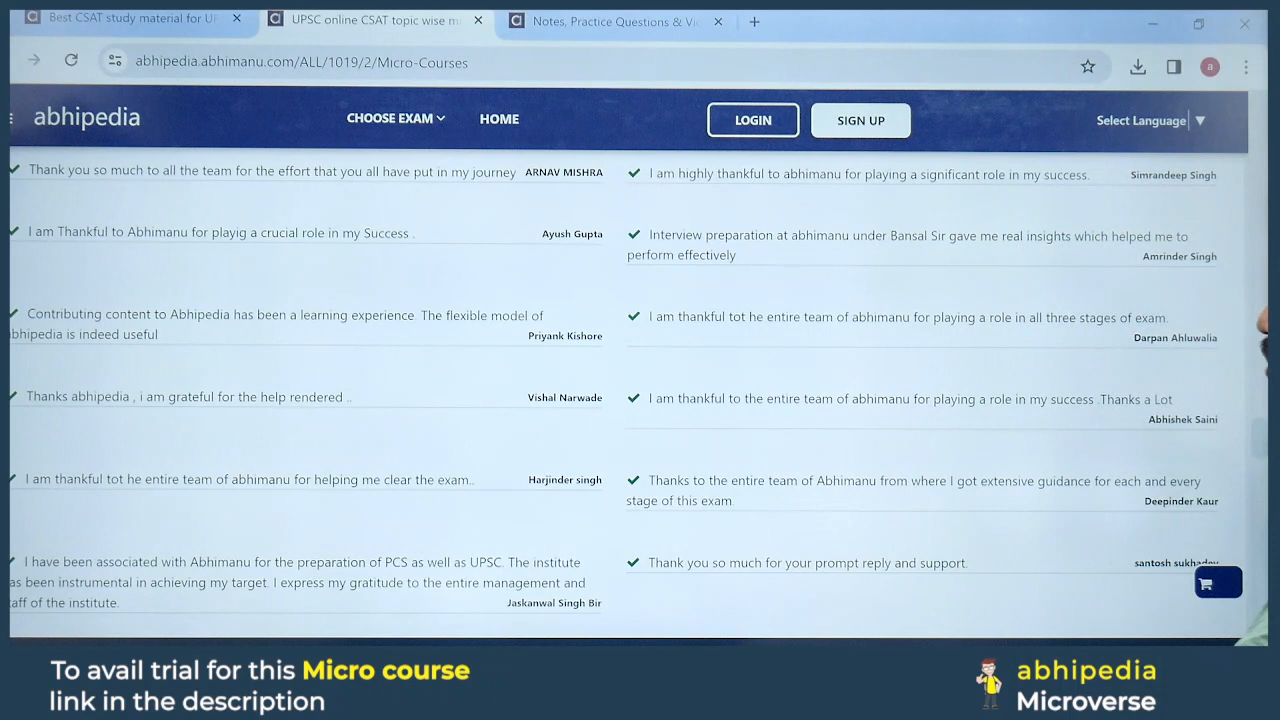 Best CSAT study material for UP
UPSC online CSAT topic wise m
Notes, Practice Questions & Vi
abhipedia.abhimanu.com/ALL/1019/2/Micro-Courses
a
abhipedia
CHOOSE EXAM
HOME
LOGIN
SIGN UP
Select Language
Thank you so much to all the team for the effort that you all have put in my journey
ARNAV MISHRA
I am highly thankful to abhimanu for playing a significant role in my success.
Simrandeep Singh
I am Thankful to Abhimanu for playig a crucial role in my Success .
Ayush Gupta
Interview preparation at abhimanu under Bansal Sir gave me real insights which helped me to
perform effectively
Amrinder Singh
Contributing content to Abhipedia has been a learning experience. The flexible model of
bhipedia is indeed useful
Priyank Kishore
I am thankful tot he entire team of abhimanu for playing a role in all three stages of exam.
Darpan Ahluwalia
Thanks abhipedia , i am grateful for the help rendered ..
Vishal Narwade
I am thankful to the entire team of abhimanu for playing a role in my success .Thanks a Lot
Abhishek Saini
I am thankful tot he entire team of abhimanu for helping me clear the exam..
Harjinder singh
Thanks to the entire team of Abhimanu from where I got extensive guidance for each and every
stage of this exam.
Deepinder Kaur
I have been associated with Abhimanu for the preparation of PCS as well as UPSC. The institute
as been instrumental in achieving my target. I express my gratitude to the entire management and
taff of the institute.
Jaskanwal Singh Bir
Thank you so much for your prompt reply and support.
santosh sukhadev
To avail trial for this Micro course
link in the description
abhipedia
Microverse